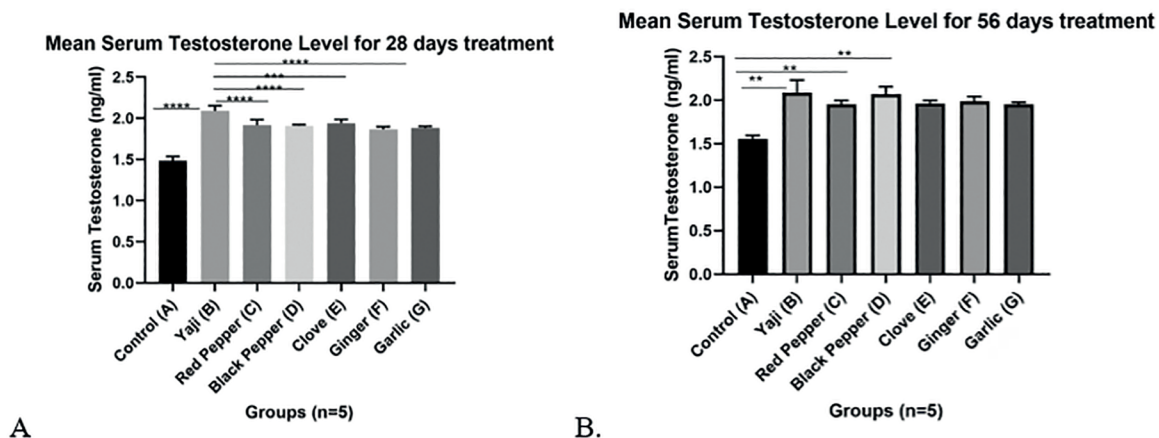 Mean Serum Testosterone Level for 28 days treatment
Serum Testosterone (ng/ml)
2.5
2.0
1.5
1.0
0.5
0.0
****
****
***
****
****
Control (A)
Yaji (B)
Red Pepper (C)
Black Pepper (D)
Clove (E)
Ginger (F)
Garlic (G)
Groups (n=5)
A
Mean Serum Testosterone Level for 56 days treatment
SerumTestosterone (ng/ml)
2.5
2.0
1.5
1.0
0.5
0.0
**
**
**
Control (A)
Yaji (B)
Red Pepper (C)
Black Pepper (D)
Clove (E)
Ginger (F)
Garlic (G)
Groups (n=5)
B.